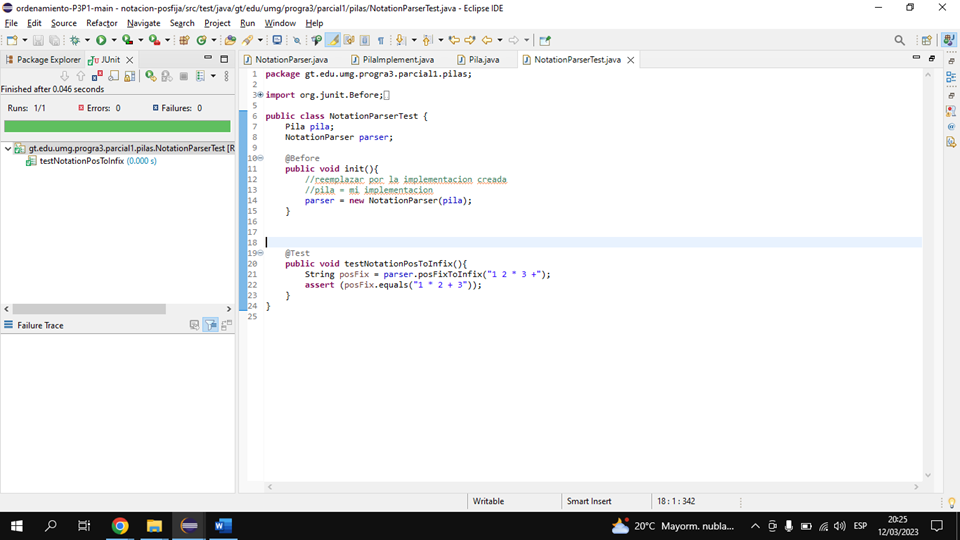 ordenamiento-P3P1-main - notacion-posfija/src/test/java/gt/edu/umg/progra3/parcial1/pilas/NotationParserTest.java - Eclipse IDE
File Edit Source Refactor Navigate Search Project Run Window Help
Package Explorer JUnit
NotationParser.java PilaImplement.java Pila.java NotationParserTest.java
Finished after 0.046 seconds
Runs: 1/1 Errors: 0 Failures: 0
gt.edu.umg.progra3.parcial1.pilas.NotationParserTest [R
testNotationPosToInfix (0.000 s)
Failure Trace
1 package gt.edu.umg.progra3.parcial1.pilas;
2
3 import org.junit.Before;
5
6 public class NotationParserTest {
7 Pila pila;
8 NotationParser parser;
9
10 @Before
11 public void init(){
12 //reemplazar por la implementacion creada
13 //pila = mi implementacion
14 parser = new NotationParser(pila);
15 }
16
17
18
19 @Test
20 public void testNotationPosToInfix(){
21 String posFix = parser.posFixToInfix("1 2 * 3 +");
22 assert (posFix.equals("1 * 2 + 3"));
23 }
24 }
25
Writable Smart Insert 18 : 1 : 342
20°C Mayorm. nubla... ESP 20:25
12/03/2023